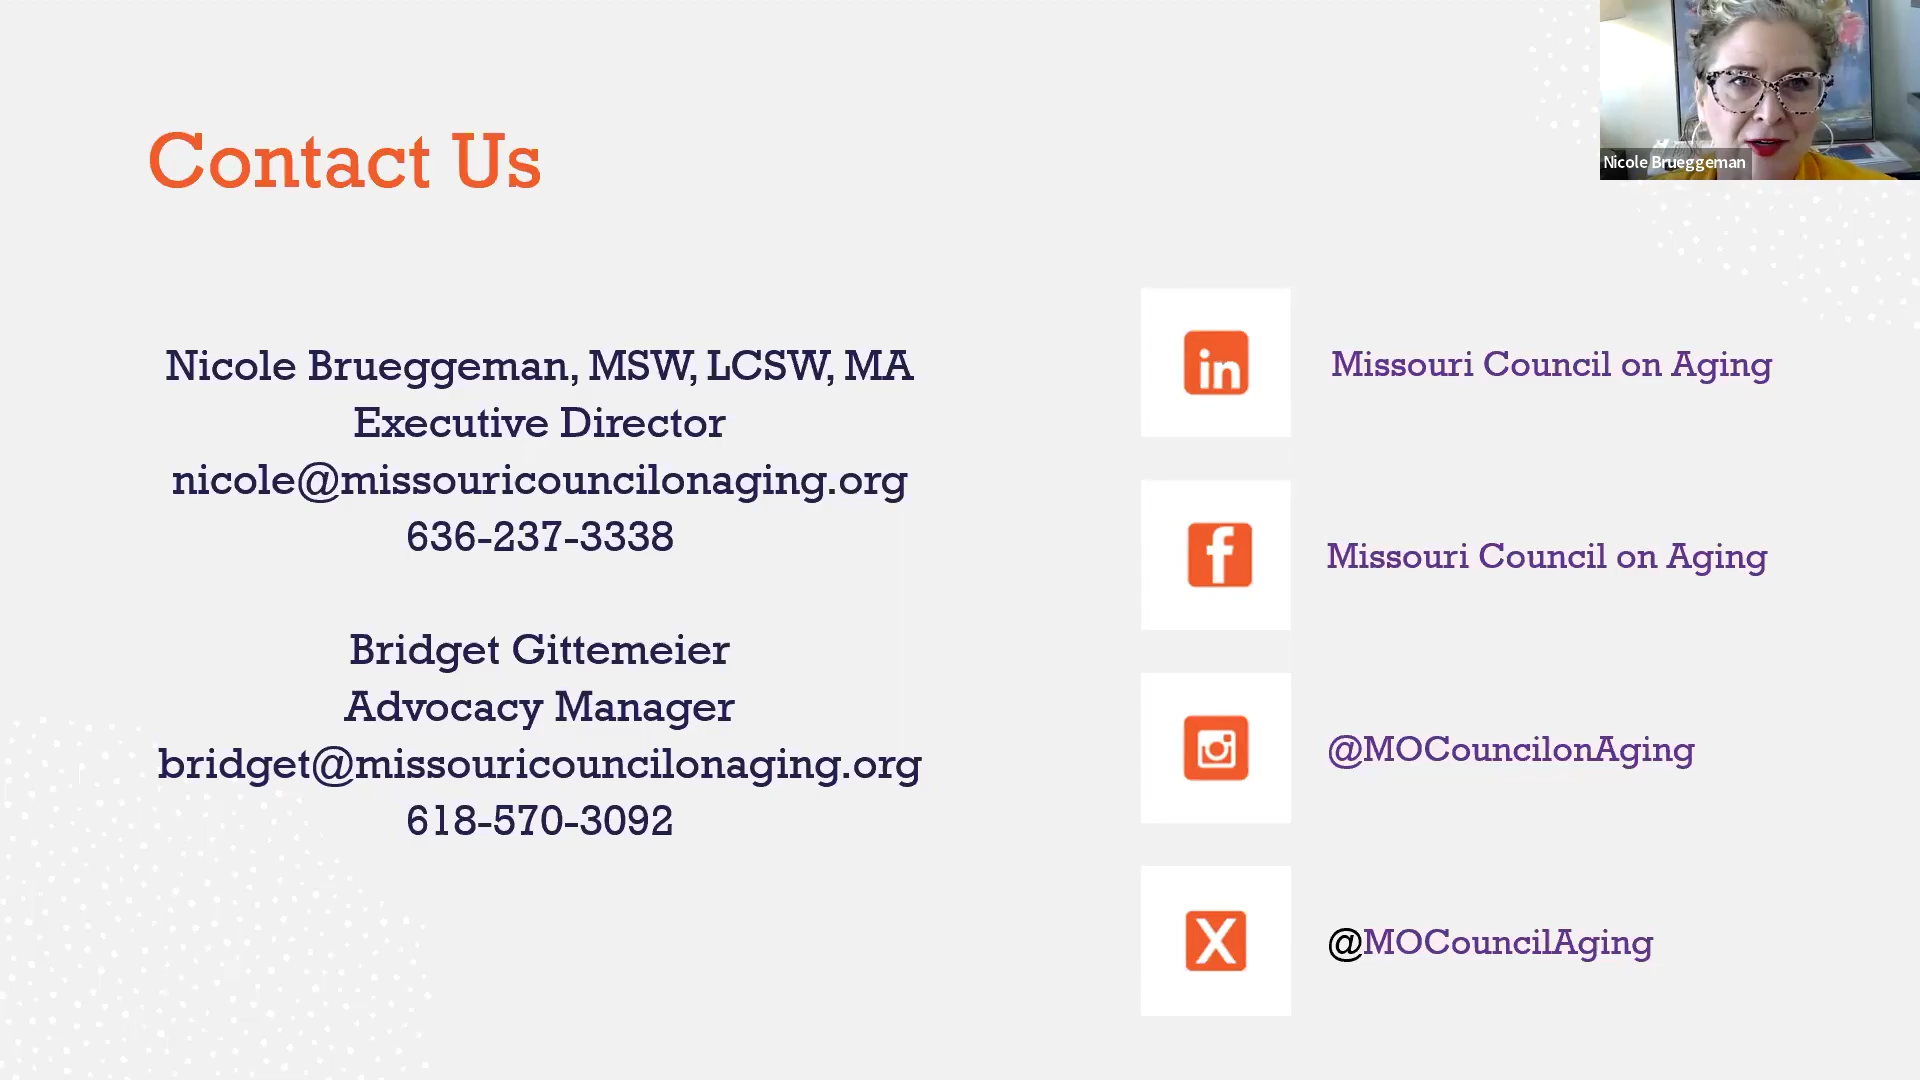 Contact Us
Nicole Brueggeman
Nicole Brueggeman, MSW, LCSW, MA
Executive Director
nicole@missouricouncilonaging.org
636-237-3338
Bridget Gittemeier
Advocacy Manager
bridget@missouricouncilonaging.org
618-570-3092
in
Missouri Council on Aging
f
Missouri Council on Aging
@MOCouncilonAging
X
@MOCouncilAging